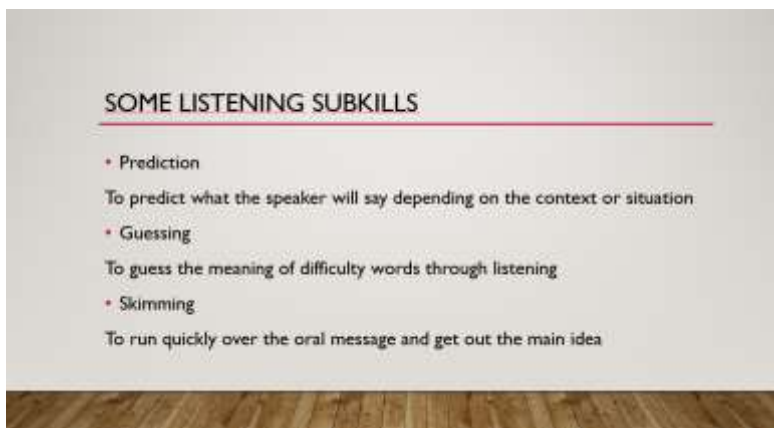 SOME LISTENING SUBKILLS
• Prediction
To predict what the speaker will say depending on the context or situation
• Guessing
To guess the meaning of difficulty words through listening
• Skimming
To run quickly over the oral message and get out the main idea